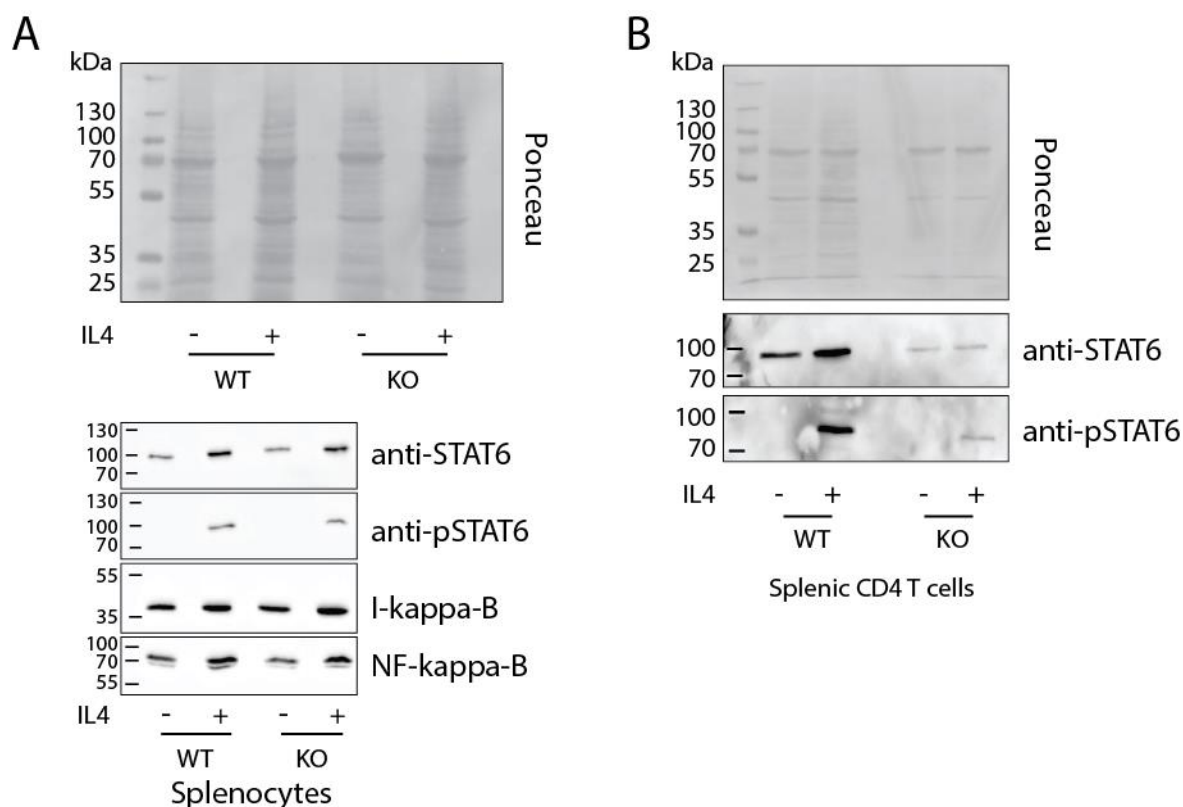 A
kDa
130
100
70
55
35
25
Ponceau
IL4 - + - +
WT KO
130
100
70
anti-STAT6
130
100
70
anti-pSTAT6
55
35
I-kappa-B
100
70
55
NF-kappa-B
IL4 - + - +
WT KO
Splenocytes
B
kDa
130
100
70
55
35
25
Ponceau
100
70
anti-STAT6
100
70
anti-pSTAT6
IL4 - + - +
WT KO
Splenic CD4 T cells